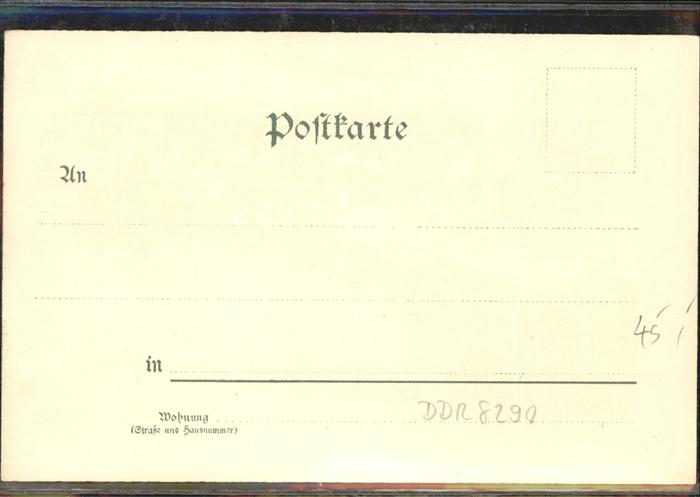 Postkarte
An
45
in
Wohnung
(Straße und Hausnummer)
DDR 8290